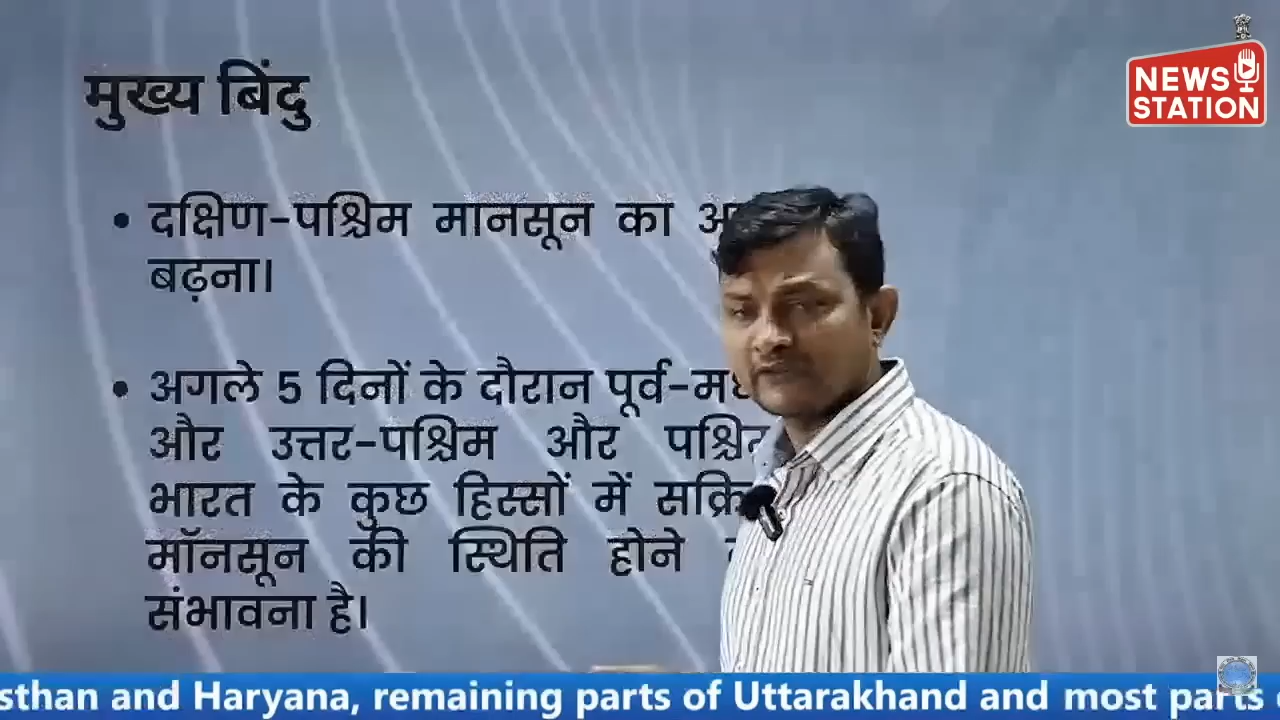 NEWS
STATION
मुख्य बिंदु
• दक्षिण-पश्चिम मानसून का
बढ़ना।
• अगले 5 दिनों के दौरान
और उत्तर-पश्चिम और
भारत के कुछ हिस्सों में
मॉनसून की स्थिति होने
संभावना है।
and Haryana, remaining parts of Uttarakhand and most parts